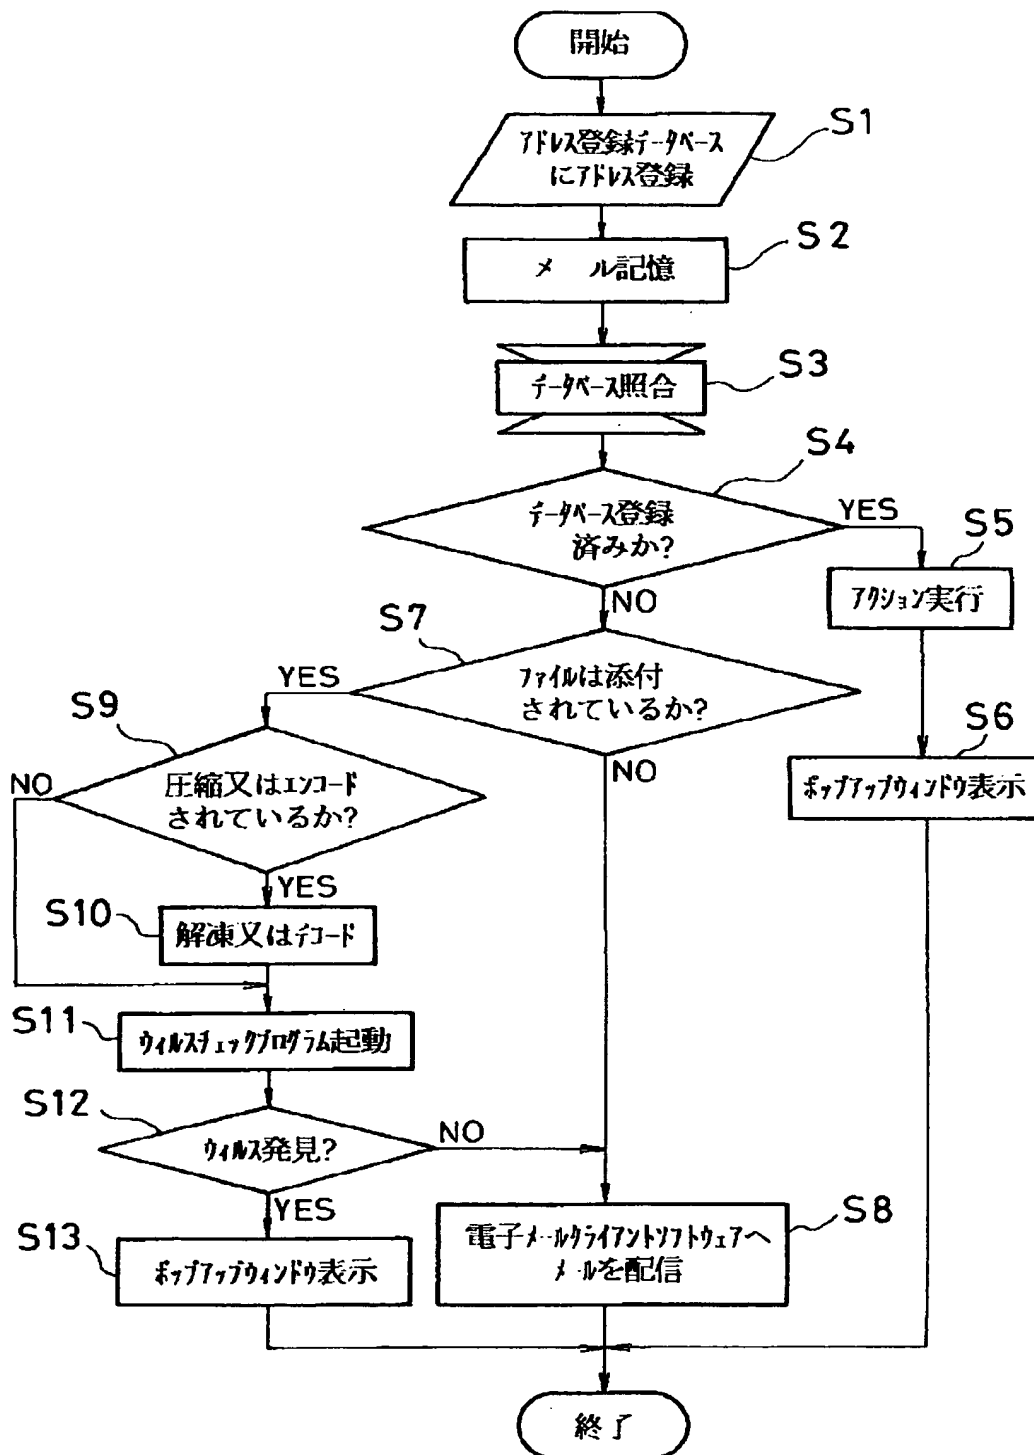 開始
S1
アドレス登録データベース
にアドレス登録
S2
メール記憶
S3
データベース照合
S4
データベース登録
済みか?
YES
S5
アクション実行
NO
S7
ファイルは添付
されているか?
YES
NO
S6
ポップアップウィンドウ表示
S9
圧縮又はエンコード
されているか?
NO
YES
S10
解凍又はデコード
S11
ウィルスチェックプログラム起動
S12
ウィルス発見?
NO
YES
S13
ポップアップウィンドウ表示
S8
電子メールクライアントソフトウェアへ
メールを配信
終了